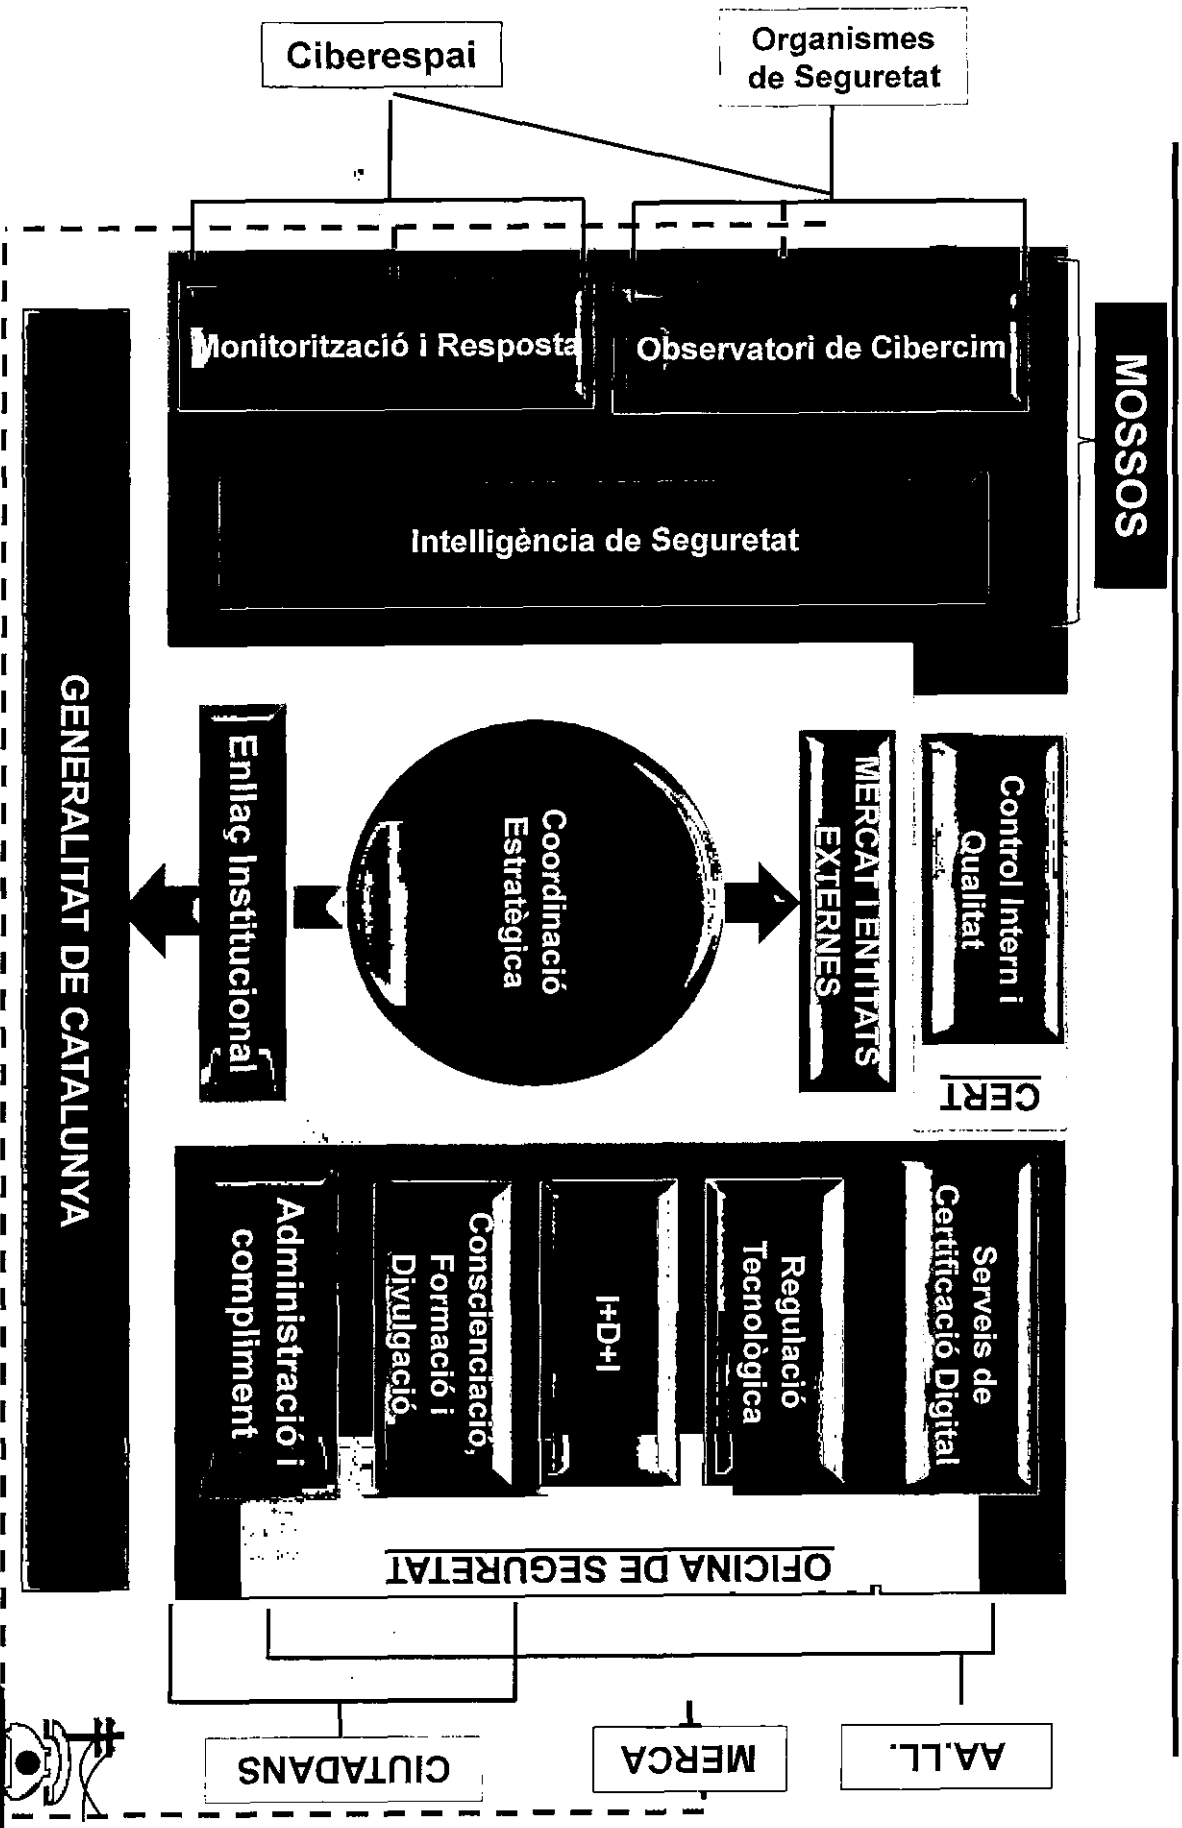 Ciberespai
Organismes
de Seguretat
Monitorització i Resposta
Observatori de Cibercim
MOSSOS
Intelligència de Seguretat
GENERALITAT DE CATALUNYA
Enllaç Institucional
Coordinació
Estratègica
MERCAT I ENTITATS
EXTERNES
Control Intern i
Qualitat
CERT
Administració i
compliment
Conscienciació,
Formació i
Divulgació
I+D+I
Regulació
Tecnològica
Serveis de
Certificació Digital
OFICINA DE SEGURETAT
CIUTADANS
MERCA
AA.LL.